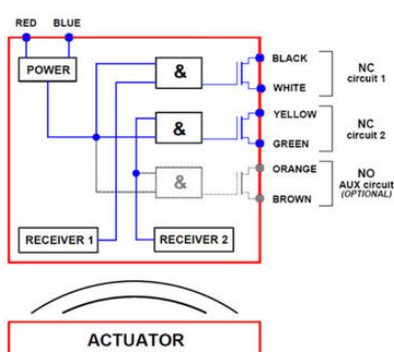 RED BLUE
POWER
&
BLACK
WHITE
NC
circuit 1
&
YELLOW
GREEN
NC
circuit 2
&
ORANGE
BROWN
NO
AUX circuit
(OPTIONAL)
RECEIVER 1
RECEIVER 2
ACTUATOR